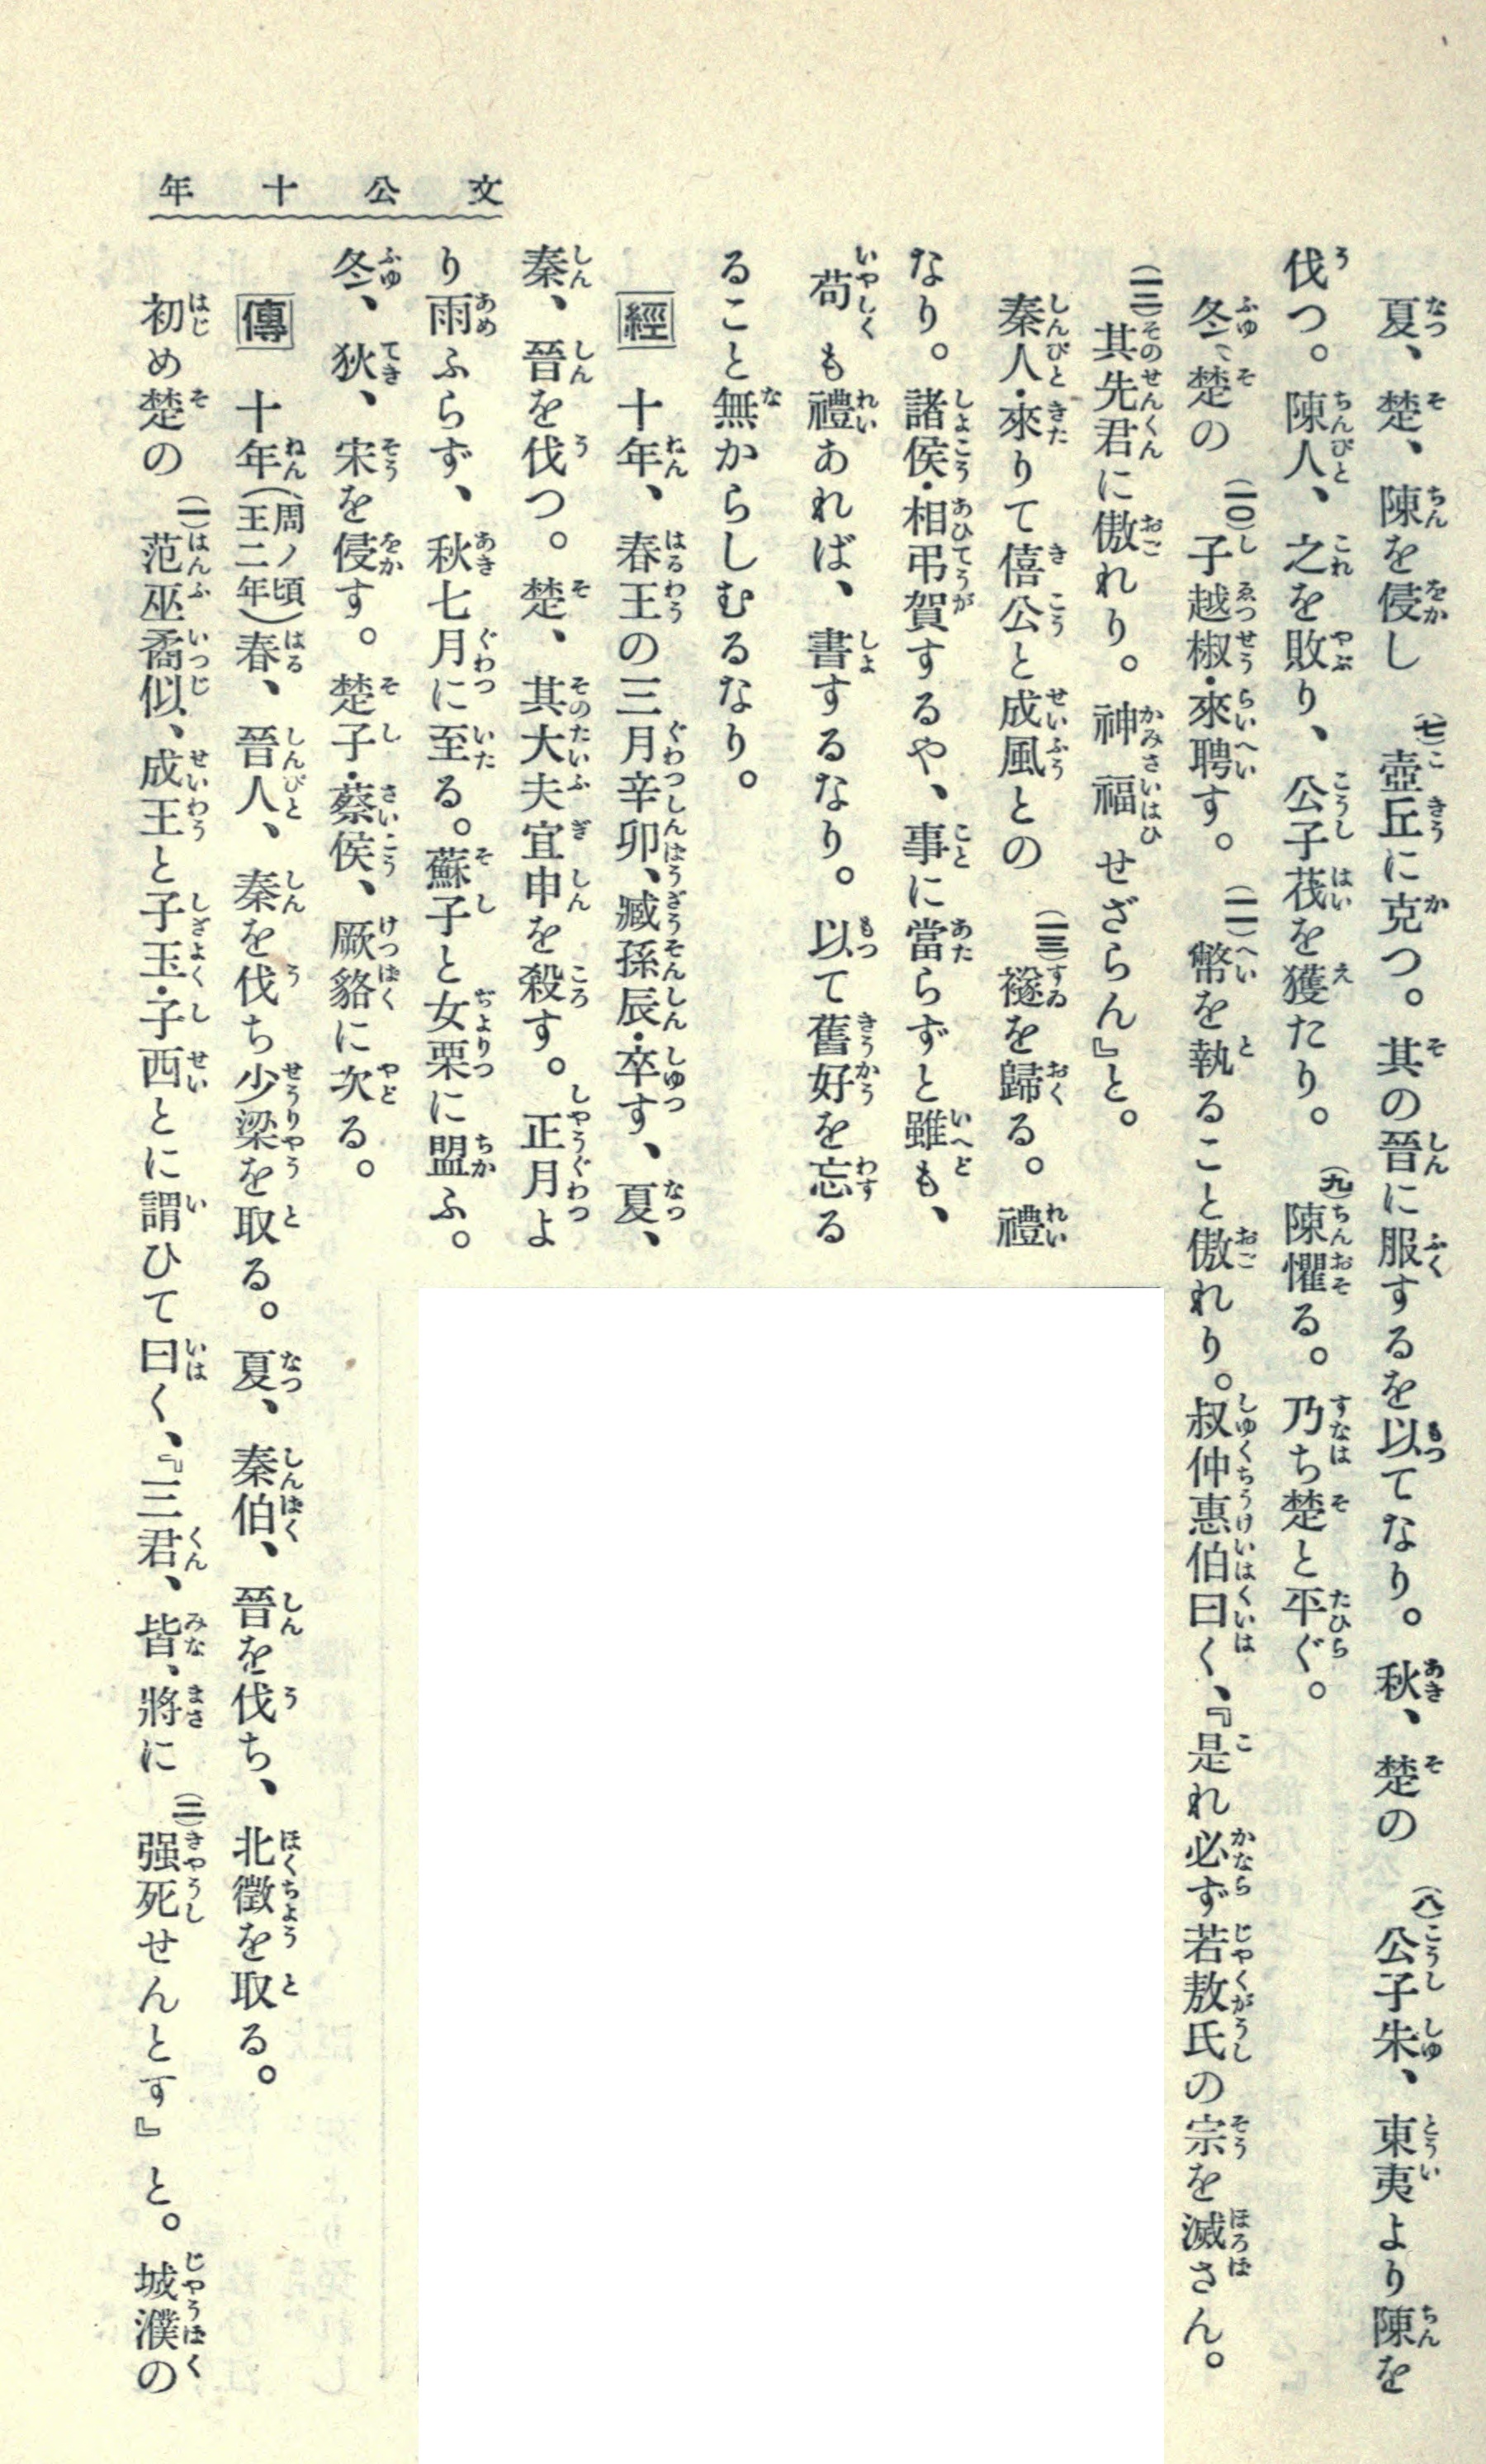 文公十年
夏、楚、陳を侵し(七)壺丘に克つ。其の晉に服するを以てなり。秋、楚の(八)公子朱、東夷より陳を
伐つ。陳人、之を敗り、公子茷を獲たり。(九)陳懼る。乃ち楚と平ぐ。
冬、楚の(一〇)子越椒・來聘す。(一一)幣を執ること傲れり。叔仲惠伯曰く、『是れ必ず若敖氏の宗を滅さん。
(一二)其先君に傲れり。神福せざらん』と。
秦人・來りて僖公と成風との(一三)襚を歸る。禮
なり。諸侯・相弔賀するや、事に當らずと雖も、
苟も禮あれば、書するなり。以て舊好を忘る
ること無からしむるなり。
經 十年、春王の三月辛卯、臧孫辰・卒す、夏、
秦、晉を伐つ。楚、其大夫宜申を殺す。正月よ
り雨ふらず、秋七月に至る。蘇子と女栗に盟ふ。
冬、狄、宋を侵す。楚子・蔡侯、厥貉に次る。
傳 十年(周ノ頃王二年)春、晉人、秦を伐ち少梁を取る。夏、秦伯、晉を伐ち、北徵を取る。
初め楚の(一)范巫矞似、成王と子玉・子西とに謂ひて曰く、『三君、皆、將に(二)强死せんとす』と。城濮の